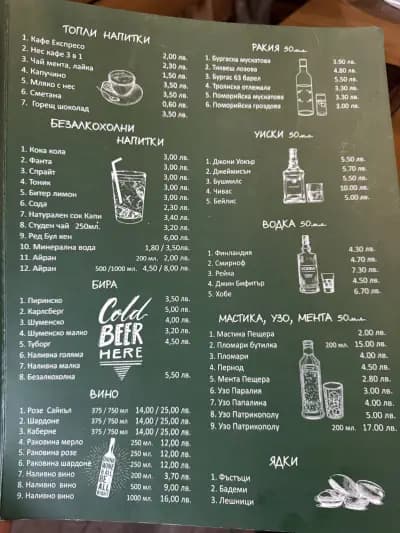 ТОПЛИ НАПИТКИ
1. Кафе Експресо 2,00 лв.
2. Нес кафе 3 в 1 2,30 лв.
3. Чай мента, лайка 1,50 лв.
4. Капучино 3,50 лв.
5. Мляко с нес 3,50 лв.
6. Сметана 0,60 лв.
7. Горещ шоколад 3,50 лв.
БЕЗАЛКОХОЛНИ
НАПИТКИ
1. Кока кола 3,00 лв.
2. Фанта 3,00 лв.
3. Спрайт 3,00 лв.
4. Тоник 3,00 лв.
5. Битер лимон 3,00 лв.
6. Сода 2,30 лв.
7. Натурален сок Капи 3,40 лв.
8. Студен чай 250мл. 3,20 лв.
9. Ред Бул кен 6,00 лв.
10. Минерална вода 1,80 / 3,50лв.
11. Айран 200 мл. 2,00 лв.
12. Айран 500 /1000 мл. 4,50 / 8,00 лв.
БИРА
1. Пиринско 3,50 лв.
2. Карлсберг 5,00 лв.
3. Шуменско 4,00 лв.
4. Шуменско малко 3,20 лв.
5. Туборг 4,50 лв.
6. Наливна голяма
7. Наливна малка
8. Безалкохолна 5,50 лв.
Cold
BEER
HERE
ВИНО
1. Розе Сайкъл 375 / 750 мл 14,00 / 25,00 лв.
2. Шардоне 375 / 750 мл 14,00 / 25,00 лв.
3. Каберне 375 / 750 мл 14,00 / 25,00 лв.
4. Раковина мерло 250 мл. 12,00 лв.
5. Раковина розе 250 мл. 12,00 лв.
6. Раковина шардоне 250 мл. 12,00 лв.
7. Наливно вино 200 мл. 3,70 лв.
8. Наливно вино 500 мл. 9,00 лв.
9. Наливно вино 1000 мл. 16,00 лв.
РАКИЯ 50мл.
1. Бургаска мускатова 3.90 лв.
2. Тиквеш лозова 4.80 лв.
3. Бургас 63 барел 5.50 лв.
4. Троянска отлежала
5. Поморийска мускатова 3.30 лв.
6. Поморийска гроздова 3.00 лв.
УИСКИ 50мл.
1. Джони Уокър 5.50 лв.
2. Джеймисън 5.70 лв.
3. Бушмилс 5.50 лв.
4. Чивас 10.00 лв.
5. Бейлис 5.00 лв.
ВОДКА 50мл.
1. Финландия 4.30 лв.
2. Смирноф 4.70 лв.
3. Рейна 7.30 лв.
4. Джин Бифитър 4.50 лв.
5. Хобе 6.70 лв.
МАСТИКА, УЗО, МЕНТА 50мл.
1. Мастика Пещера 2.00 лв.
2. Пломари бутилка 200 мл. 15.00 лв.
3. Пломари 4.00 лв.
4. Пернод 4.50 лв.
5. Мента Пещера 2.80 лв.
6. Узо Паралия 3.00 лв.
7. Узо Папалина 4.00 лв.
8. Узо Патрикополу 5.00 лв.
9. Узо Патрикополу 200 мл. 17.00 лв.
ЯДКИ
1. Фъстъци
2. Бадеми
3. Лешници